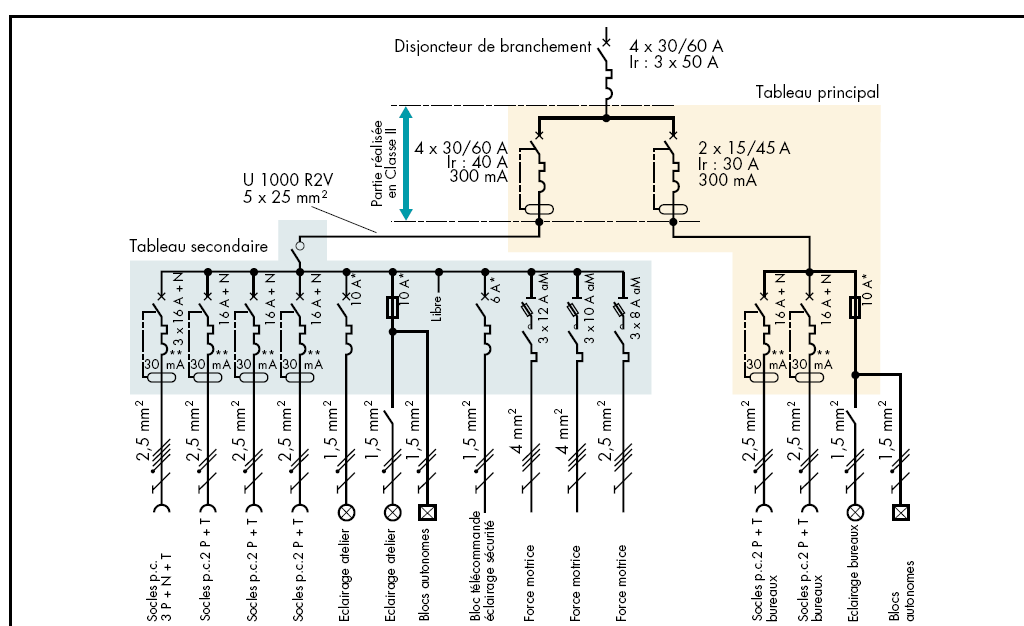 Disjoncteur de branchement
4 x 30/60 A
Ir : 3 x 50 A
Tableau principal
Partie réalisée
en Classe II
4 x 30/60 A
Ir : 40 A
300 mA
2 x 15/45 A
Ir : 30 A
300 mA
U 1000 R2V
5 x 25 mm²
Tableau secondaire
3 x 16 A + N
16 A + N
16 A + N
16 A + N
10 A*
10 A*
Libre
6 A*
3 x 12 A aM
3 x 10 A aM
3 x 8 A aM
16 A + N
16 A + N
10 A*
**
30 mA
**
30 mA
**
30 mA
**
30 mA
**
30 mA
**
30 mA
2,5 mm²
2,5 mm²
2,5 mm²
2,5 mm²
1,5 mm²
1,5 mm²
1,5 mm²
1,5 mm²
4 mm²
4 mm²
2,5 mm²
2,5 mm²
2,5 mm²
1,5 mm²
1,5 mm²
Socles p.c.
3 P + N + T
Socles p.c.2 P + T
Socles p.c.2 P + T
Socles p.c.2 P + T
Eclairage atelier
Eclairage atelier
Blocs autonomes
Bloc télécommande
éclairage sécurité
Force motrice
Force motrice
Force motrice
Socles p.c.2 P + T
bureaux
Socles p.c.2 P + T
bureaux
Eclairage bureaux
Blocs
autonomes